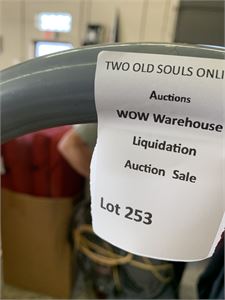 TWO OLD SOULS ONLI
Auctions
WOW Warehouse
Liquidation
Auction Sale
Lot 253